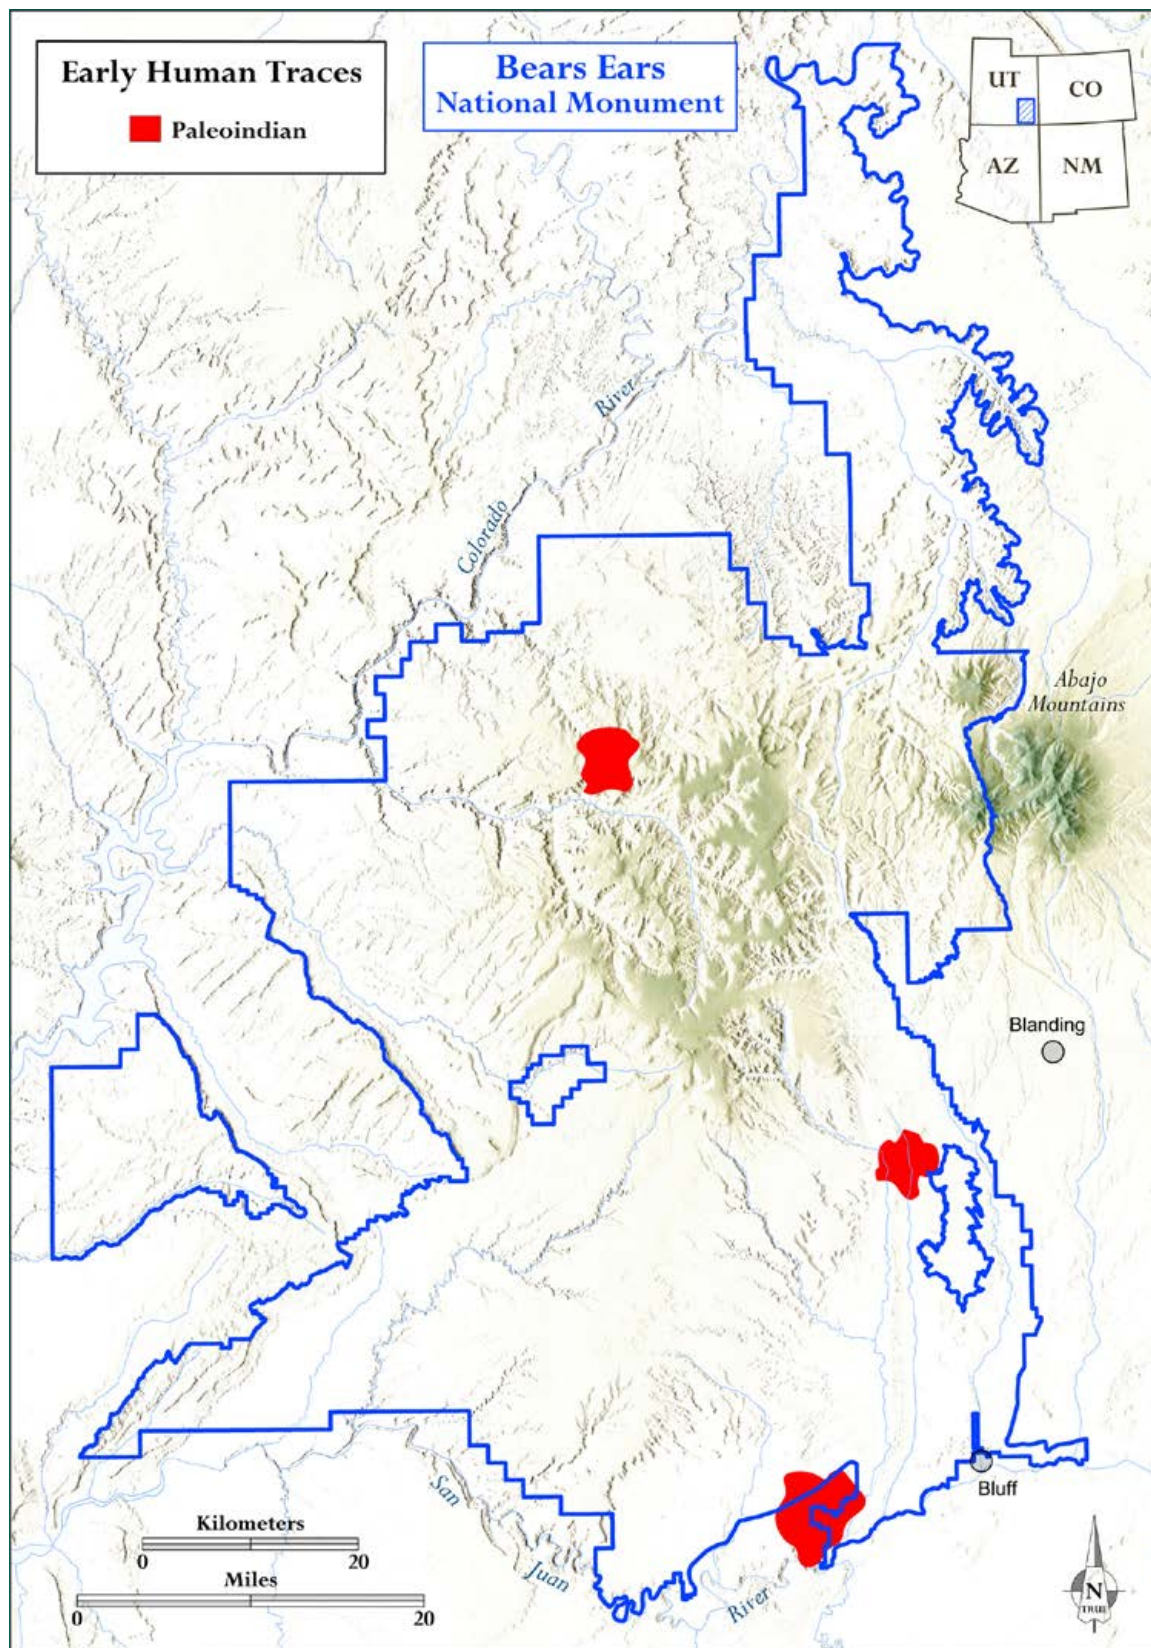 Early Human Traces
Paleoindian
Bears Ears
National Monument
UT
CO
AZ
NM
River
Colorado
Abajo
Mountains
Blanding
Bluff
San
Juan
River
Kilometers
0
20
Miles
0
20
N